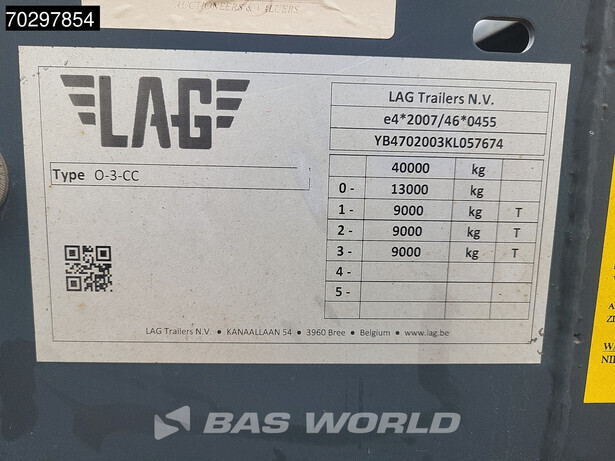 70297854
AUCTIONEERS & VALUERS
LAG
LAG Trailers N.V.
e4*2007/46*0455
YB4702003KL057674
Type O-3-CC
40000 kg
0 - 13000 kg
1 - 9000 kg T
2 - 9000 kg T
3 - 9000 kg T
4 -
5 -
LAG Trailers N.V. • KANAALLAAN 54 • 3960 Bree • Belgium • www.lag.be
BAS WORLD